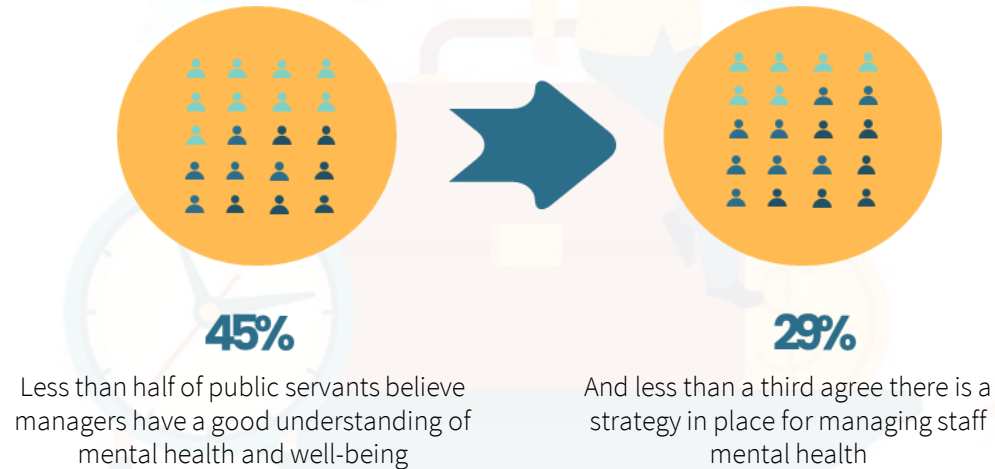 45%
Less than half of public servants believe
managers have a good understanding of
mental health and well-being
29%
And less than a third agree there is a
strategy in place for managing staff
mental health